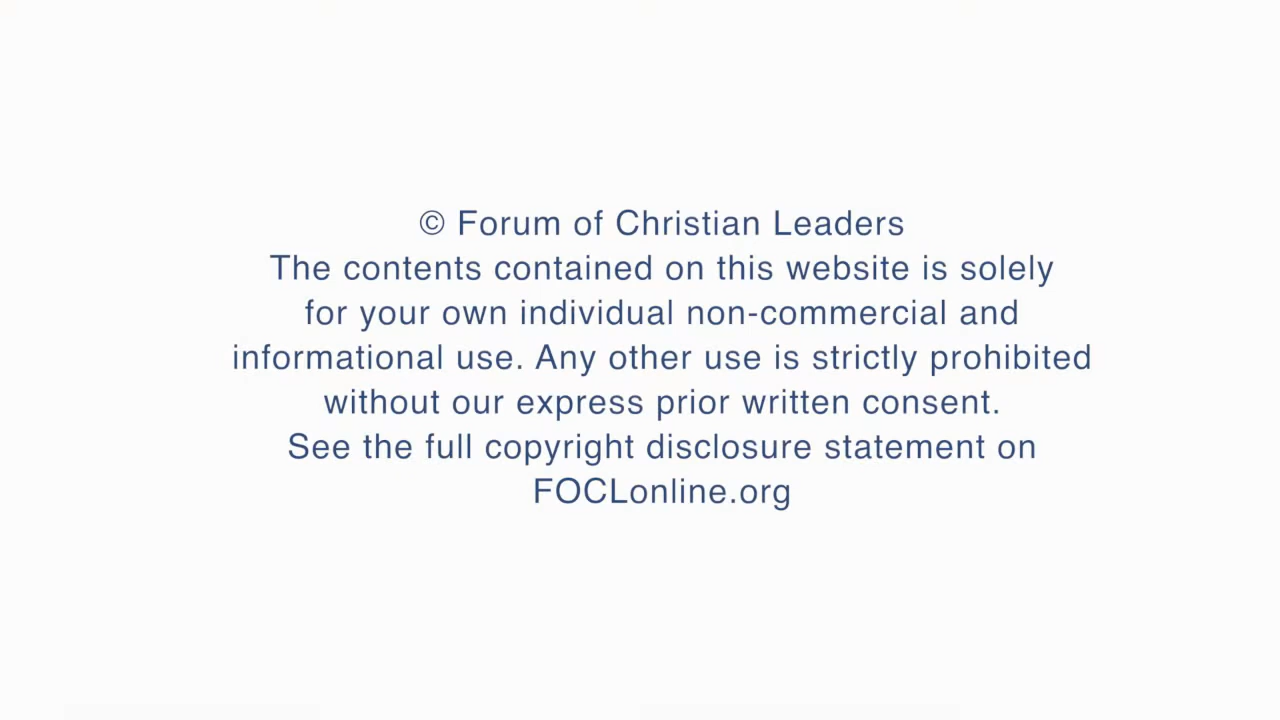 © Forum of Christian Leaders
The contents contained on this website is solely
for your own individual non-commercial and
informational use. Any other use is strictly prohibited
without our express prior written consent.
See the full copyright disclosure statement on
FOCLonline.org